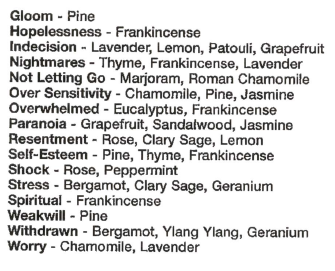 Gloom - Pine
Hopelessness - Frankincense
Indecision - Lavender, Lemon, Patouli, Grapefruit
Nightmares - Thyme, Frankincense, Lavender
Not Letting Go - Marjoram, Roman Chamomile
Over Sensitivity - Chamomile, Pine, Jasmine
Overwhelmed - Eucalyptus, Frankincense
Paranoia - Grapefruit, Sandalwood, Jasmine
Resentment - Rose, Clary Sage, Lemon
Self-Esteem - Pine, Thyme, Frankincense
Shock - Rose, Peppermint
Stress - Bergamot, Clary Sage, Geranium
Spiritual - Frankincense
Weakwill - Pine
Withdrawn - Bergamot, Ylang Ylang, Geranium
Worry - Chamomile, Lavender